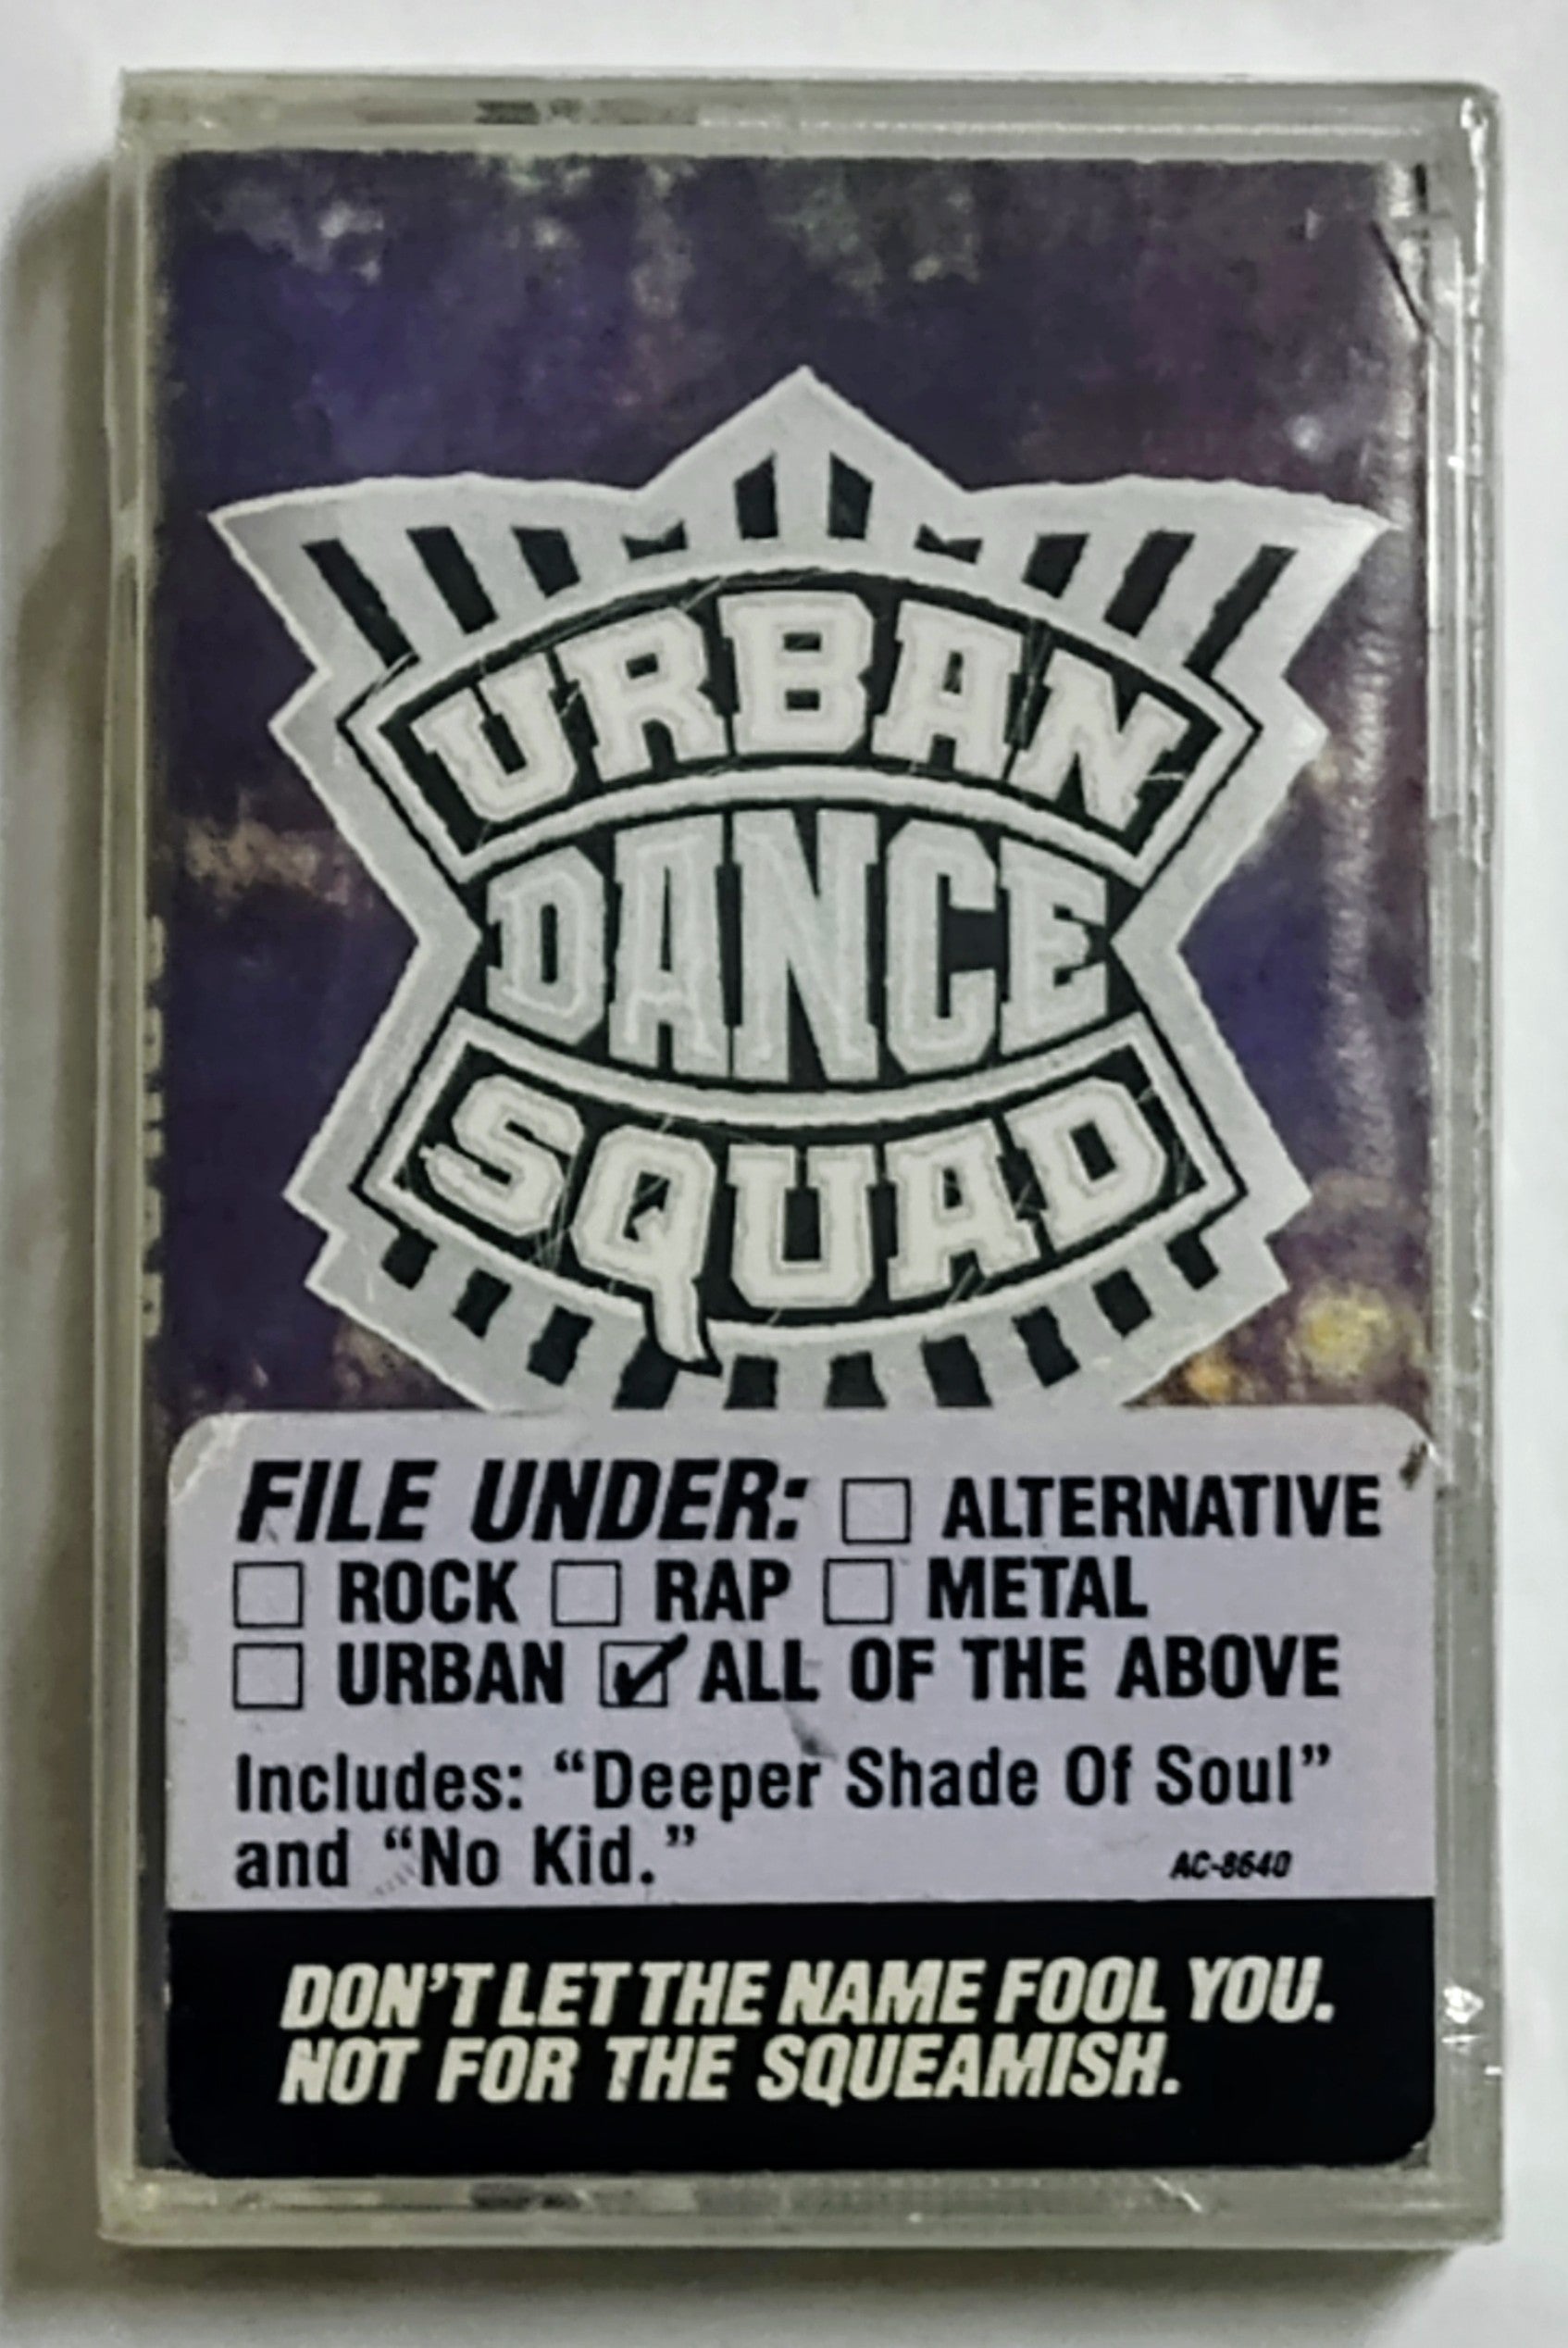 URBAN
DANCE
SQUAD
FILE UNDER: ☐ ALTERNATIVE
☐ ROCK ☐ RAP ☐ METAL
☐ URBAN ☑ ALL OF THE ABOVE
Includes: “Deeper Shade Of Soul”
and “No Kid.”
AC-8640
DON'T LET THE NAME FOOL YOU.
NOT FOR THE SQUEAMISH.